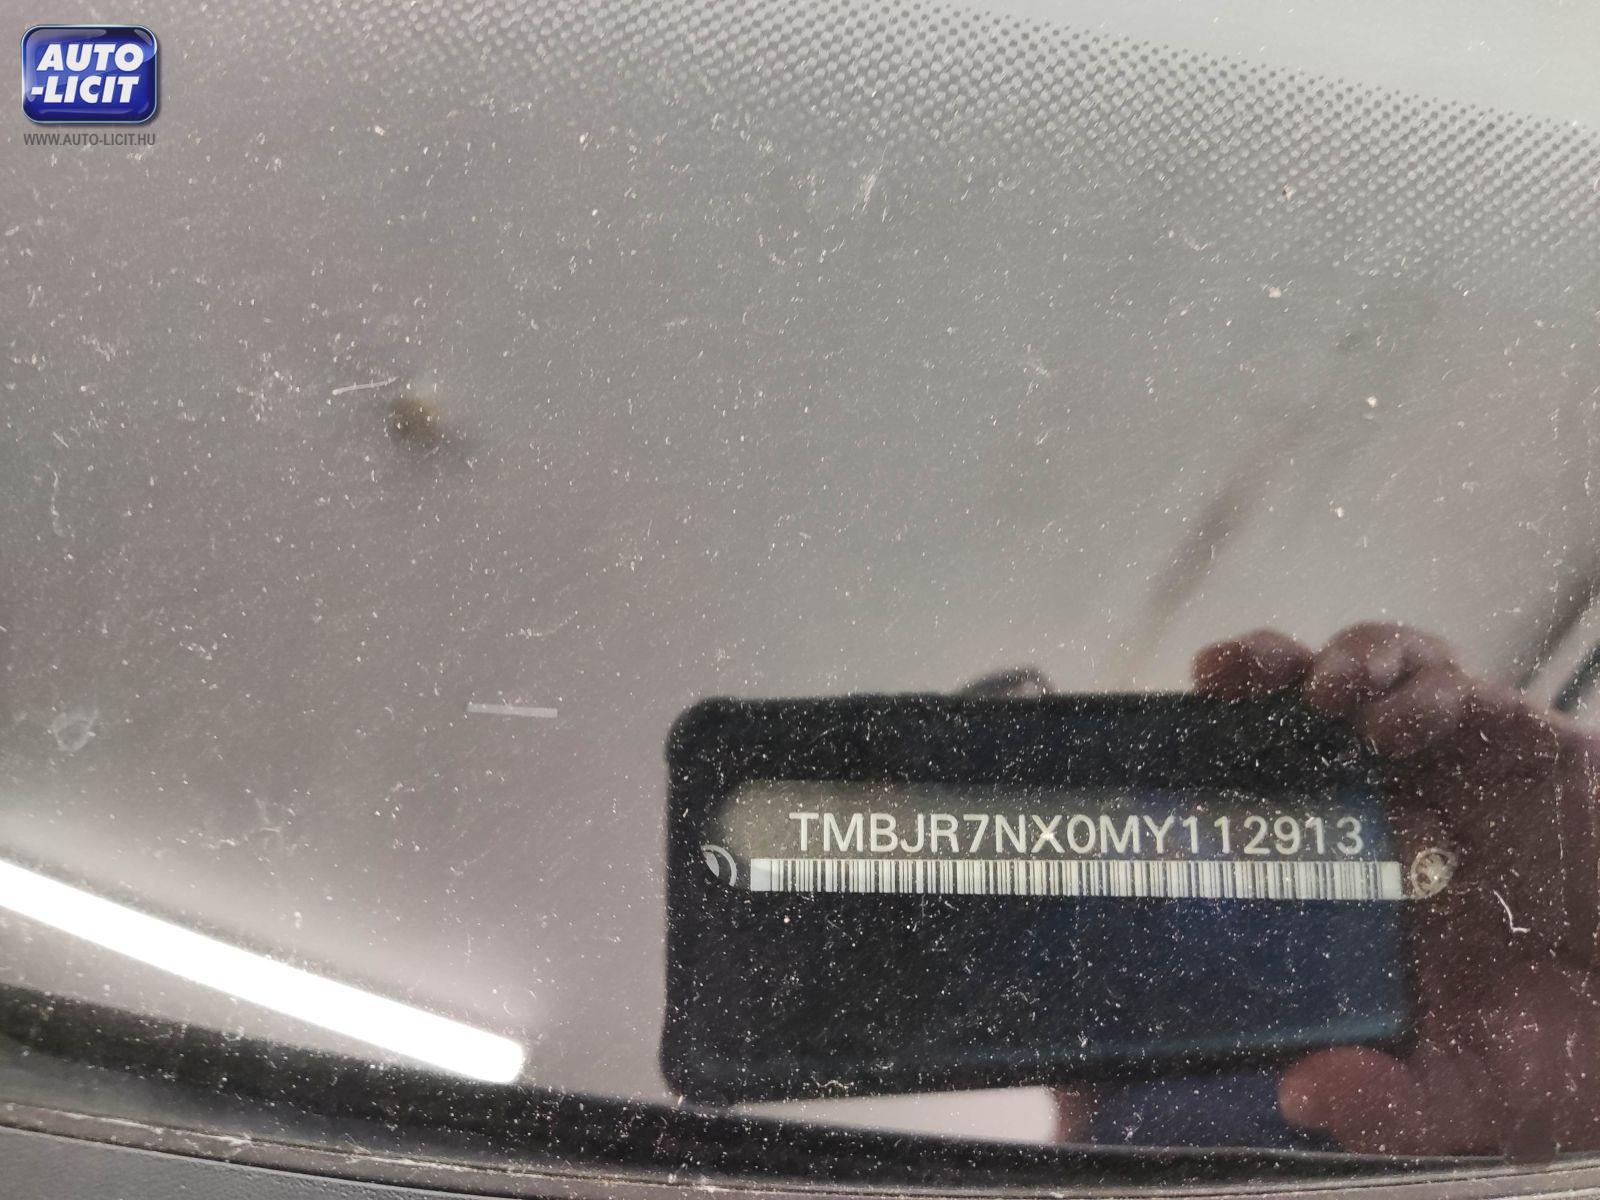 AUTO
-LICIT
WWW.AUTO-LICIT.HU
TMBJR7NX0MY112913